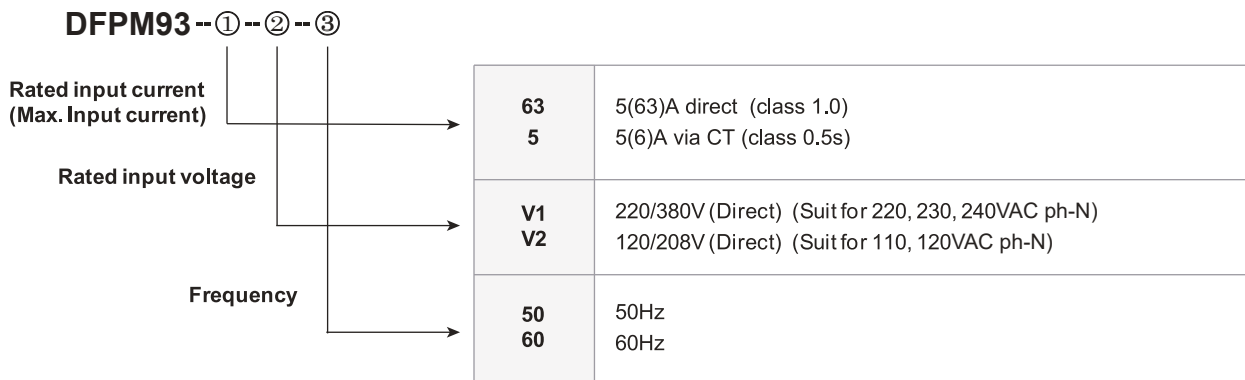 DFPM93--①--②--③
Rated input current
(Max. Input current)
63 5(63)A direct (class 1.0)
5 5(6)A via CT (class 0.5s)
Rated input voltage
V1 220/380V (Direct) (Suit for 220, 230, 240VAC ph-N)
V2 120/208V (Direct) (Suit for 110, 120VAC ph-N)
Frequency
50 50Hz
60 60Hz